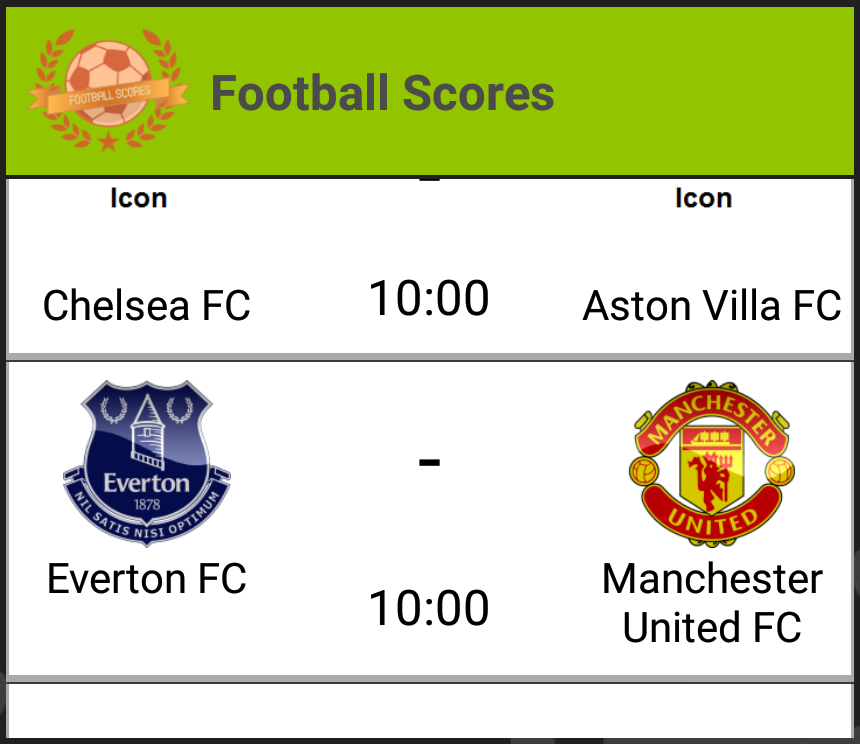 FOOTBALL SCORES
Football Scores
-
Icon
Icon
Chelsea FC
10:00
Aston Villa FC
Everton
1878
NIL SATIS NISI OPTIMUM
-
MANCHESTER
UNITED
Everton FC
10:00
Manchester
United FC